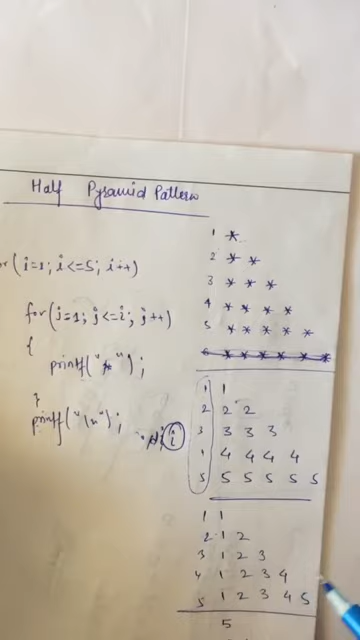 Half Pyramid Pattern
or(i=1; i<=5; i++)
for(j=1; j<=i; j++)
{
printf("*");
}
printf("\n");
i
1 *
2 * *
3 * * *
4 * * * *
5 * * * * *
6 * * * * * *
1 1
2 2 2
3 3 3 3
1 4 4 4 4
5 5 5 5 5 5
1 1
2 1 2
3 1 2 3
4 1 2 3 4
5 1 2 3 4 5
5